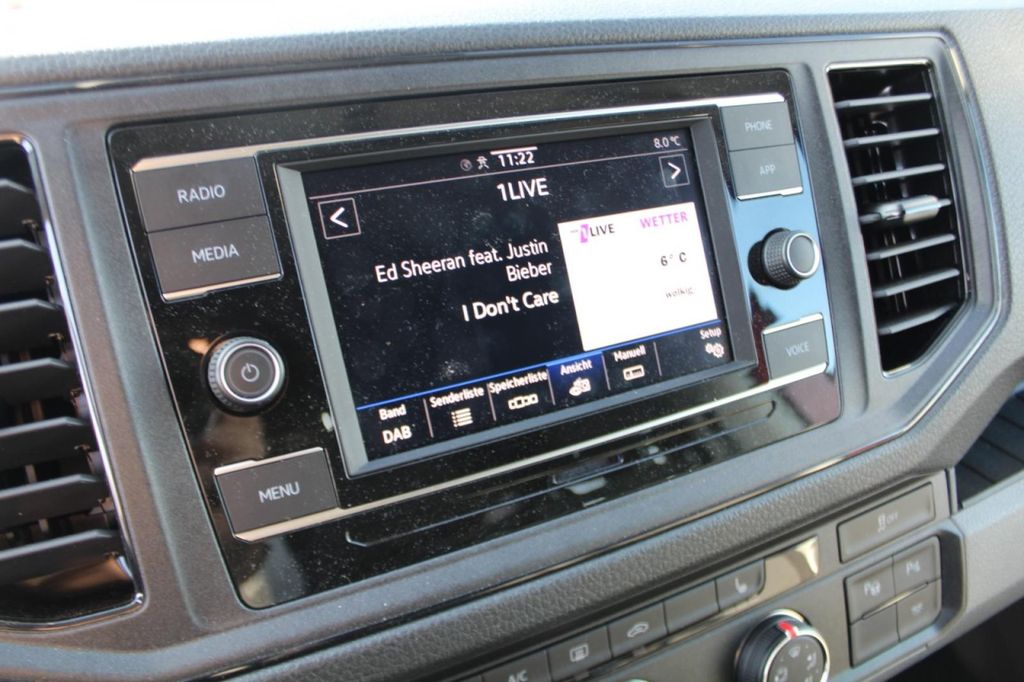 11:22
8.0 °C
1LIVE
<
>
RADIO
MEDIA
PHONE
APP
Ed Sheeran feat. Justin
Bieber
I Don't Care
1LIVE WETTER
6° C
wolkig
Band
DAB
Senderliste
Speicherliste
Ansicht
Manuell
Setup
VOICE
MENU
OFF
A/C